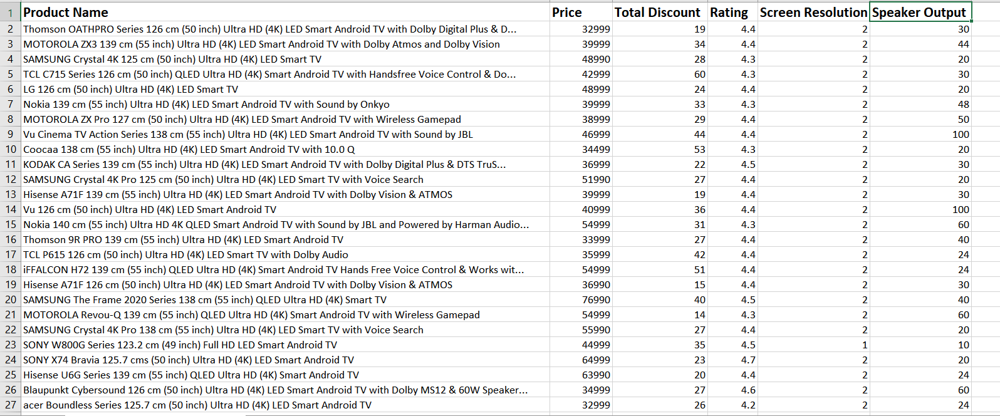 1 Product Name Price Total Discount Rating Screen Resolution Speaker Output
2 Thomson OATHPRO Series 126 cm (50 inch) Ultra HD (4K) LED Smart Android TV with Dolby Digital Plus & D... 32999 19 4.4 2 30
3 MOTOROLA ZX3 139 cm (55 inch) Ultra HD (4K) LED Smart Android TV with Dolby Atmos and Dolby Vision 39999 34 4.4 2 44
4 SAMSUNG Crystal 4K 125 cm (50 inch) Ultra HD (4K) LED Smart TV 48990 28 4.3 2 20
5 TCL C715 Series 126 cm (50 inch) QLED Ultra HD (4K) Smart Android TV with Handsfree Voice Control & Do... 42999 60 4.3 2 30
6 LG 126 cm (50 inch) Ultra HD (4K) LED Smart TV 48999 24 4.4 2 20
7 Nokia 139 cm (55 inch) Ultra HD (4K) LED Smart Android TV with Sound by Onkyo 39999 33 4.3 2 48
8 MOTOROLA ZX Pro 127 cm (50 inch) Ultra HD (4K) LED Smart Android TV with Wireless Gamepad 38999 29 4.4 2 50
9 Vu Cinema TV Action Series 138 cm (55 inch) Ultra HD (4K) LED Smart Android TV with Sound by JBL 46999 44 4.4 2 100
10 Coocaa 138 cm (55 inch) Ultra HD (4K) LED Smart Android TV with 10.0 Q 34499 53 4.3 2 20
11 KODAK CA Series 139 cm (55 inch) Ultra HD (4K) LED Smart Android TV with Dolby Digital Plus & DTS TruS... 36999 22 4.5 2 30
12 SAMSUNG Crystal 4K Pro 125 cm (50 inch) Ultra HD (4K) LED Smart TV with Voice Search 51990 27 4.4 2 20
13 Hisense A71F 139 cm (55 inch) Ultra HD (4K) LED Smart Android TV with Dolby Vision & ATMOS 39999 19 4.4 2 30
14 Vu 126 cm (50 inch) Ultra HD (4K) LED Smart Android TV 40999 36 4.4 2 100
15 Nokia 140 cm (55 inch) Ultra HD 4K QLED Smart Android TV with Sound by JBL and Powered by Harman Audio... 54999 31 4.3 2 60
16 Thomson 9R PRO 139 cm (55 inch) Ultra HD (4K) LED Smart Android TV 33999 27 4.4 2 40
17 TCL P615 126 cm (50 inch) Ultra HD (4K) LED Smart TV with Dolby Audio 35999 42 4.4 2 24
18 iFFALCON H72 139 cm (55 inch) QLED Ultra HD (4K) Smart Android TV Hands Free Voice Control & Works wit... 54999 51 4.4 2 24
19 Hisense A71F 126 cm (50 inch) Ultra HD (4K) LED Smart Android TV with Dolby Vision & ATMOS 36990 15 4.4 2 30
20 SAMSUNG The Frame 2020 Series 138 cm (55 inch) QLED Ultra HD (4K) Smart TV 76990 40 4.5 2 40
21 MOTOROLA Revou-Q 139 cm (55 inch) QLED Ultra HD (4K) Smart Android TV with Wireless Gamepad 54999 14 4.3 2 60
22 SAMSUNG Crystal 4K Pro 138 cm (55 inch) Ultra HD (4K) LED Smart TV with Voice Search 55990 27 4.4 2 20
23 SONY W800G Series 123.2 cm (49 inch) Full HD LED Smart Android TV 44999 35 4.5 1 10
24 SONY X74 Bravia 125.7 cms (50 inch) Ultra HD (4K) LED Smart Android TV 64999 23 4.7 2 20
25 Hisense U6G Series 139 cm (55 inch) QLED Ultra HD (4K) Smart Android TV 63990 20 4.4 2 24
26 Blaupunkt Cybersound 126 cm (50 inch) Ultra HD (4K) LED Smart Android TV with Dolby MS12 & 60W Speaker... 34999 27 4.6 2 60
27 acer Boundless Series 125.7 cm (50 inch) Ultra HD (4K) LED Smart Android TV 32999 26 4.2 2 24